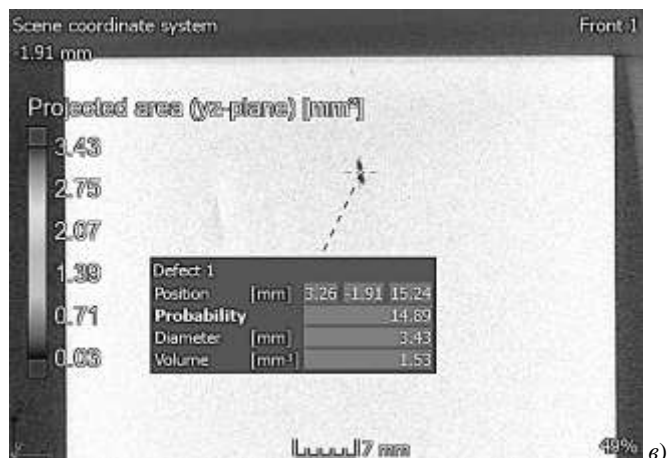 Scene coordinate system Front 1
-1.91 mm
Projected area (yz-plane) [mm²]
3.43
2.75
2.07
1.39
0.71
0.03
Defect 1
Position [mm] 3.26 -1.91 15.24
Probability 14.89
Diameter [mm] 3.43
Volume [mm³] 1.53
7 mm
48%
в)